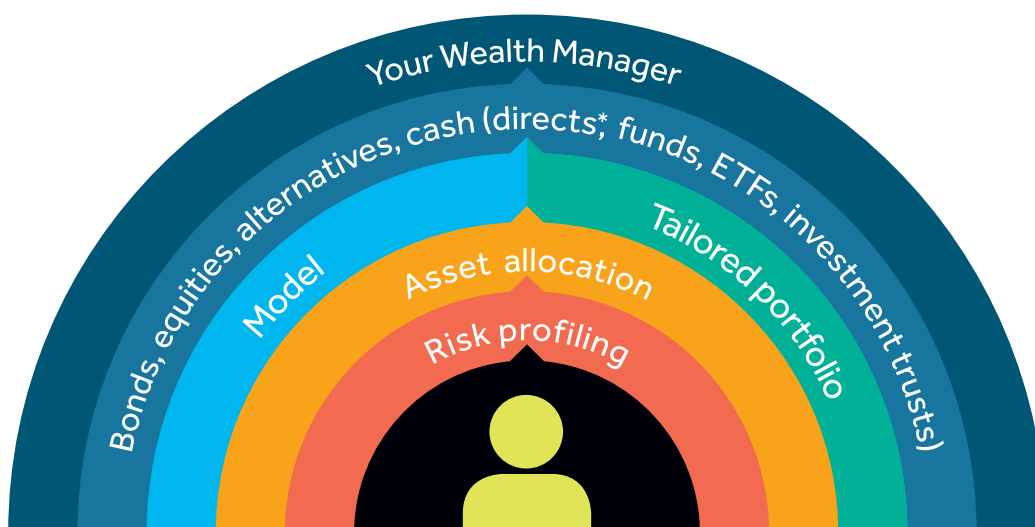 Your Wealth Manager
Bonds, equities, alternatives, cash (directs*, funds, ETFs, investment trusts)
Model
Tailored portfolio
Asset allocation
Risk profiling